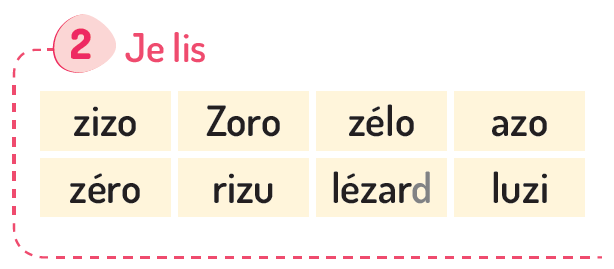 2 Je lis
zizo Zoro zélo azo
zéro rizu lézard luzi